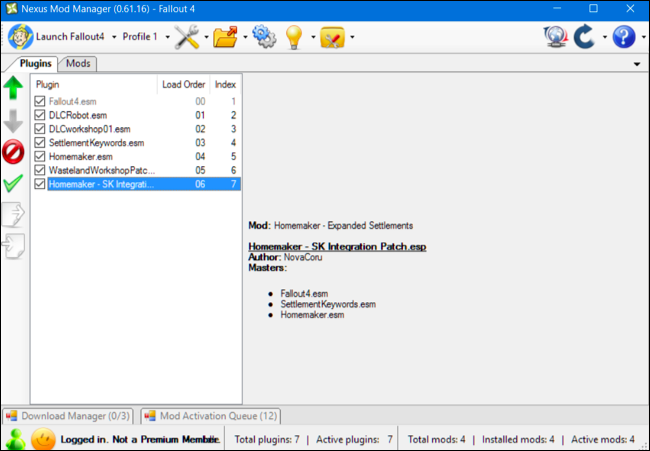 Nexus Mod Manager (0.61.16) - Fallout 4
Launch Fallout4 Profile 1
Plugins Mods
Plugin Load Order Index
Fallout4.esm 00 1
DLCRobot.esm 01 2
DLCworkshop01.esm 02 3
SettlementKeywords.esm 03 4
Homemaker.esm 04 5
WastelandWorkshopPatc... 05 6
Homemaker - SK Integrati... 06 7
Mod: Homemaker - Expanded Settlements
Homemaker - SK Integration Patch.esp
Author: NovaCoru
Masters:
• Fallout4.esm
• SettlementKeywords.esm
• Homemaker.esm
Download Manager (0/3) Mod Activation Queue (12)
Logged in. Not a Premium Member. Total plugins: 7 | Active plugins: 7 Total mods: 4 | Installed mods: 4 | Active mods: 4